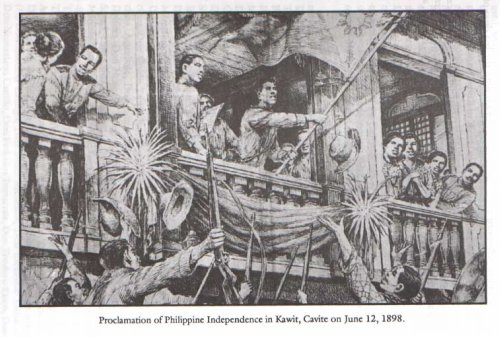 Proclamation of Philippine Independence in Kawit, Cavite on June 12, 1898.